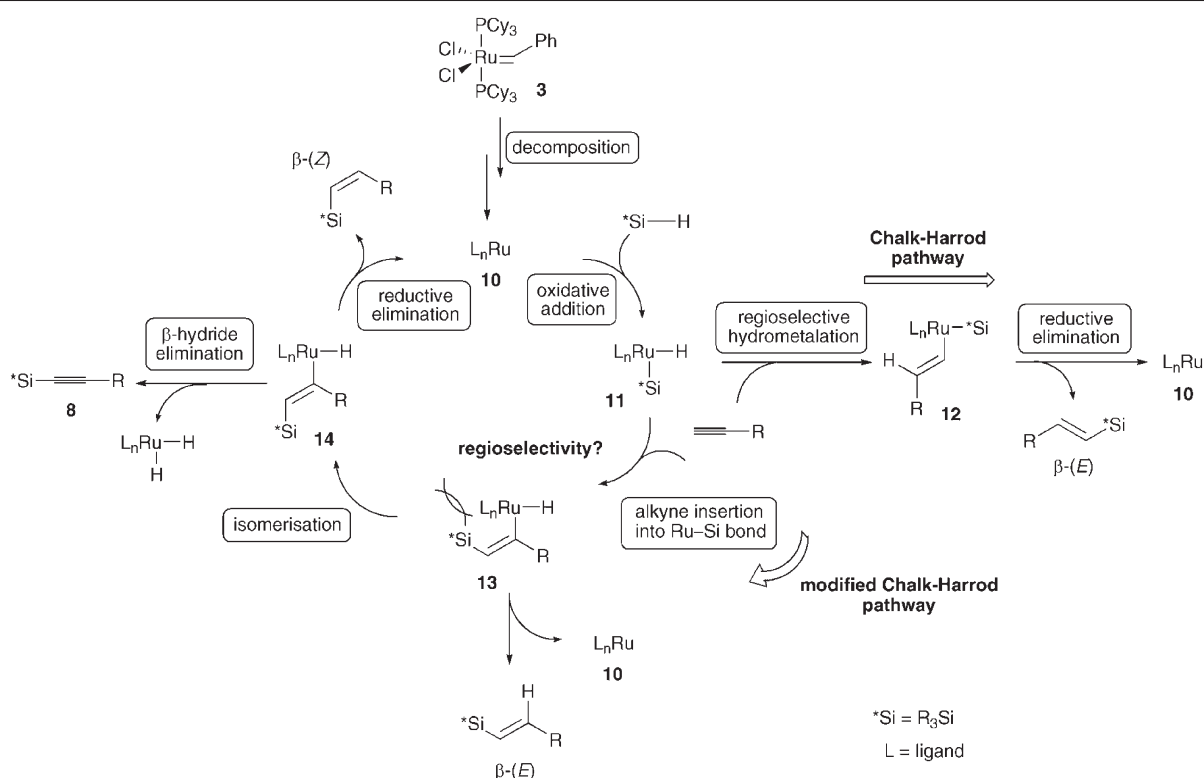 PCy3
Cl
Ru
Ph
Cl
PCy3
3
decomposition
β-(Z)
R
*Si
LnRu
10
*Si—H
reductive
elimination
oxidative
addition
Chalk-Harrod
pathway
β-hydride
elimination
regioselective
hydrometalation
reductive
elimination
LnRu—H
R
*Si
14
*Si
R
8
LnRu—H
H
LnRu—H
*Si
11
LnRu—*Si
H
R
12
LnRu
10
R
*Si
β-(E)
R
regioselectivity?
isomerisation
LnRu—H
*Si
R
13
alkyne insertion
into Ru–Si bond
modified Chalk-Harrod
pathway
LnRu
10
H
*Si
R
β-(E)
*Si = R3Si
L = ligand